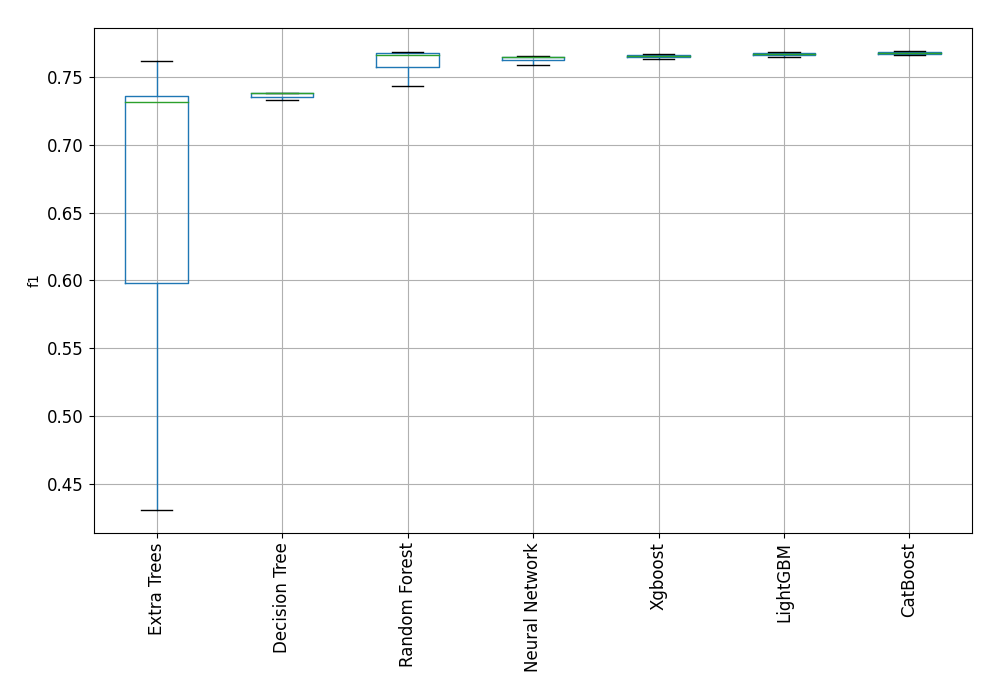 0.75
0.70
0.65
0.60
0.55
0.50
0.45
f1
Extra Trees
Decision Tree
Random Forest
Neural Network
Xgboost
LightGBM
CatBoost